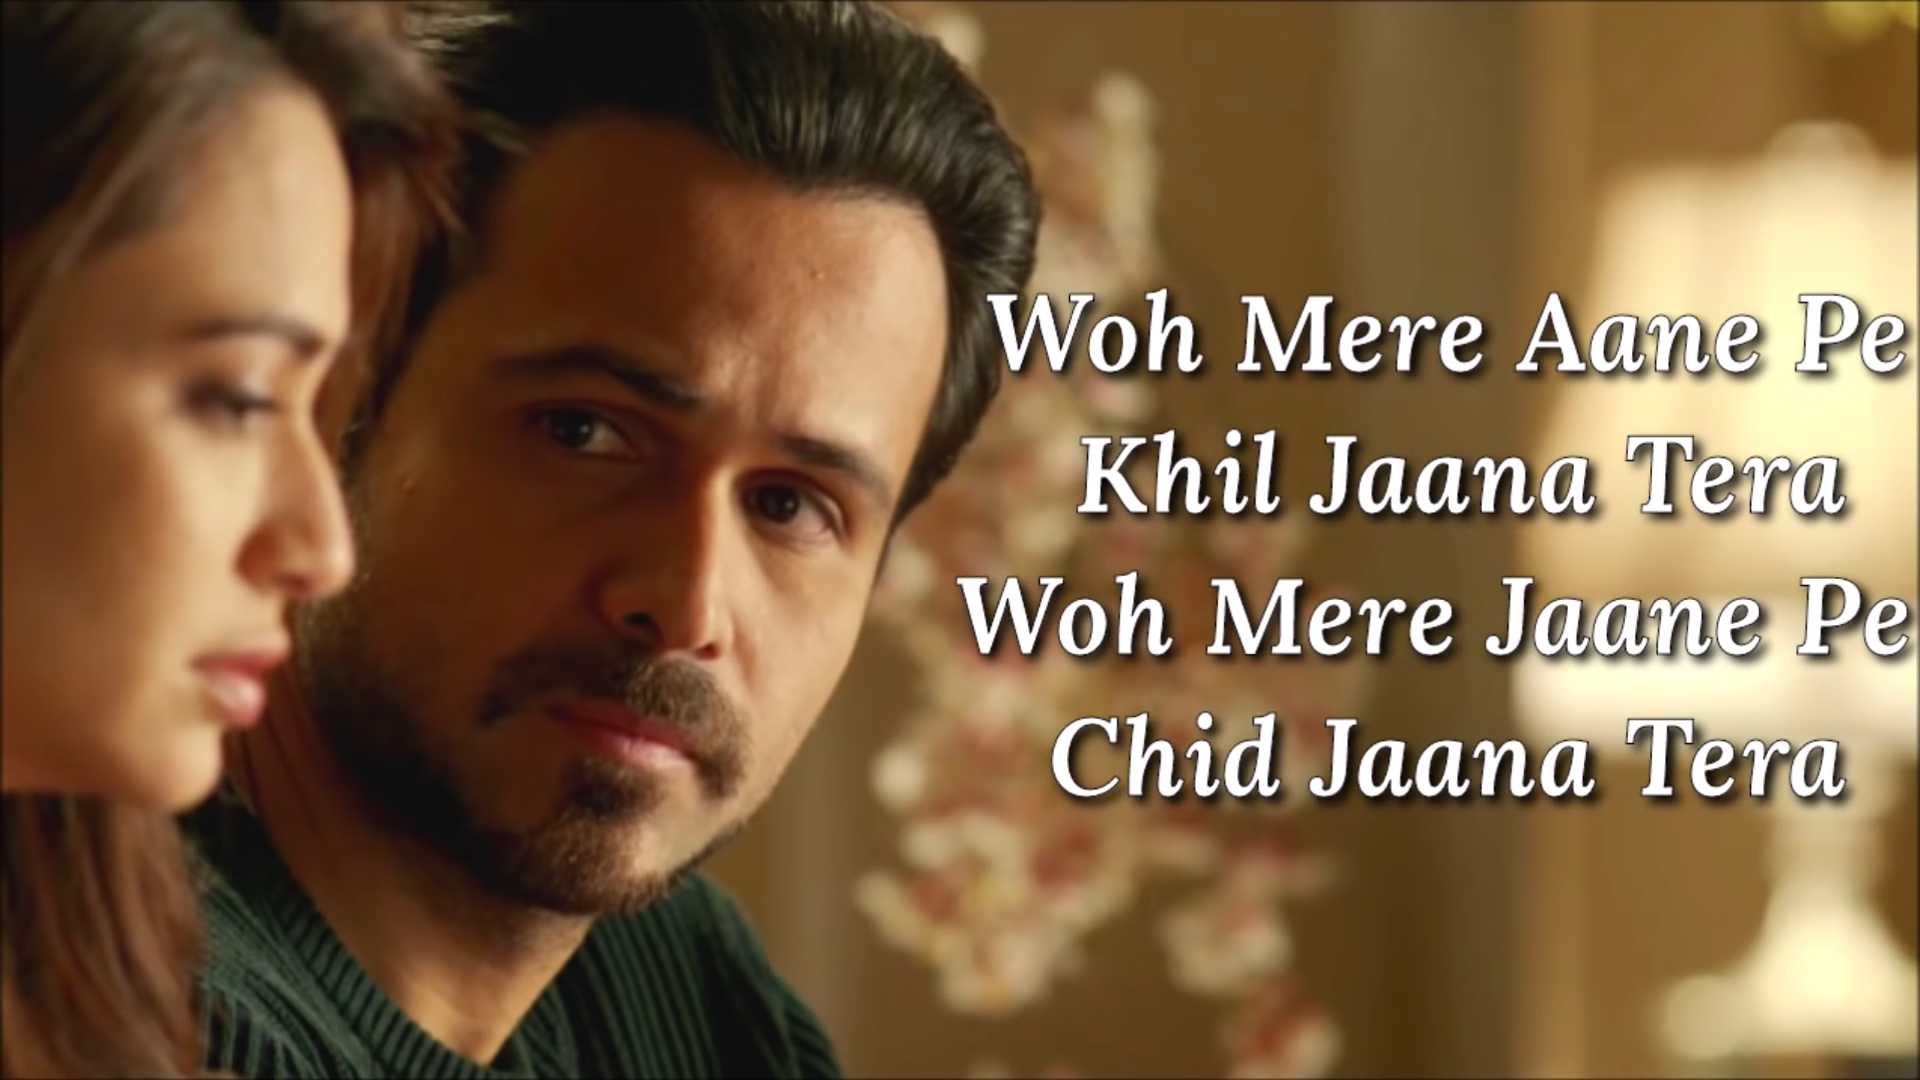 Woh Mere Aane Pe
Khil Jaana Tera
Woh Mere Jaane Pe
Chid Jaana Tera